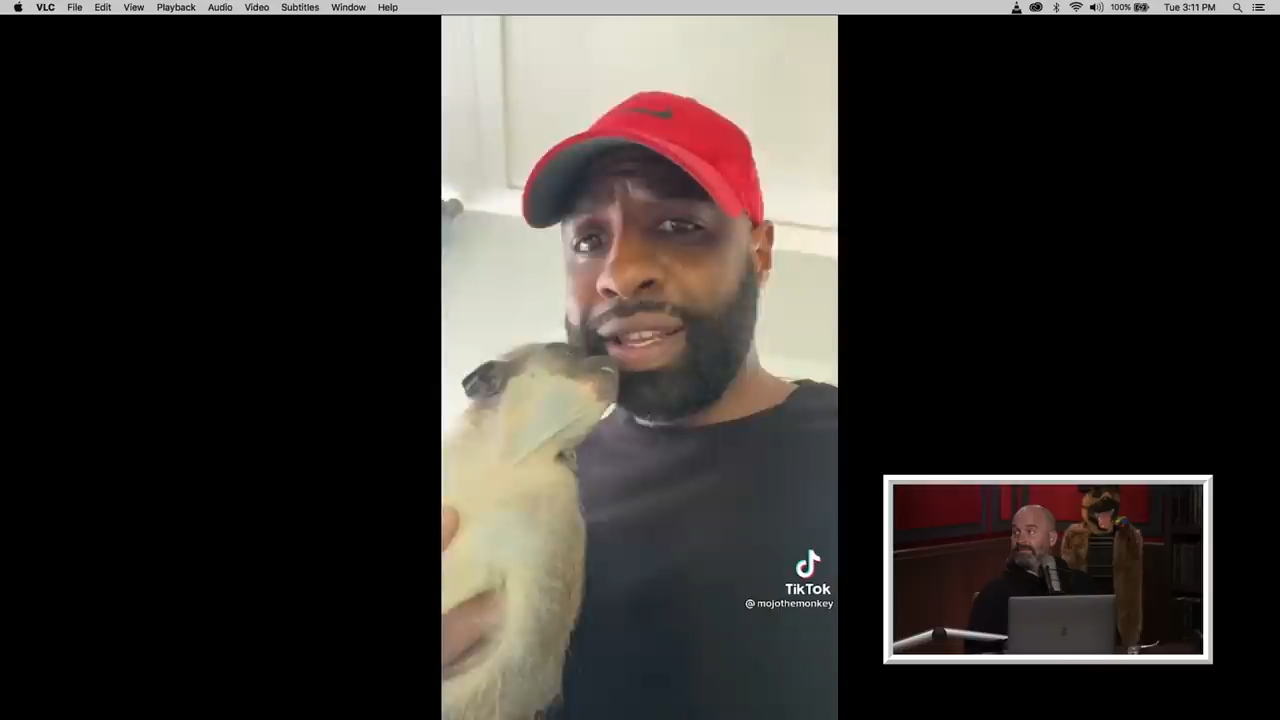 VLC File Edit View Playback Audio Video Subtitles Window Help 100% Tue 3:11 PM
TikTok
@mojothemonkey